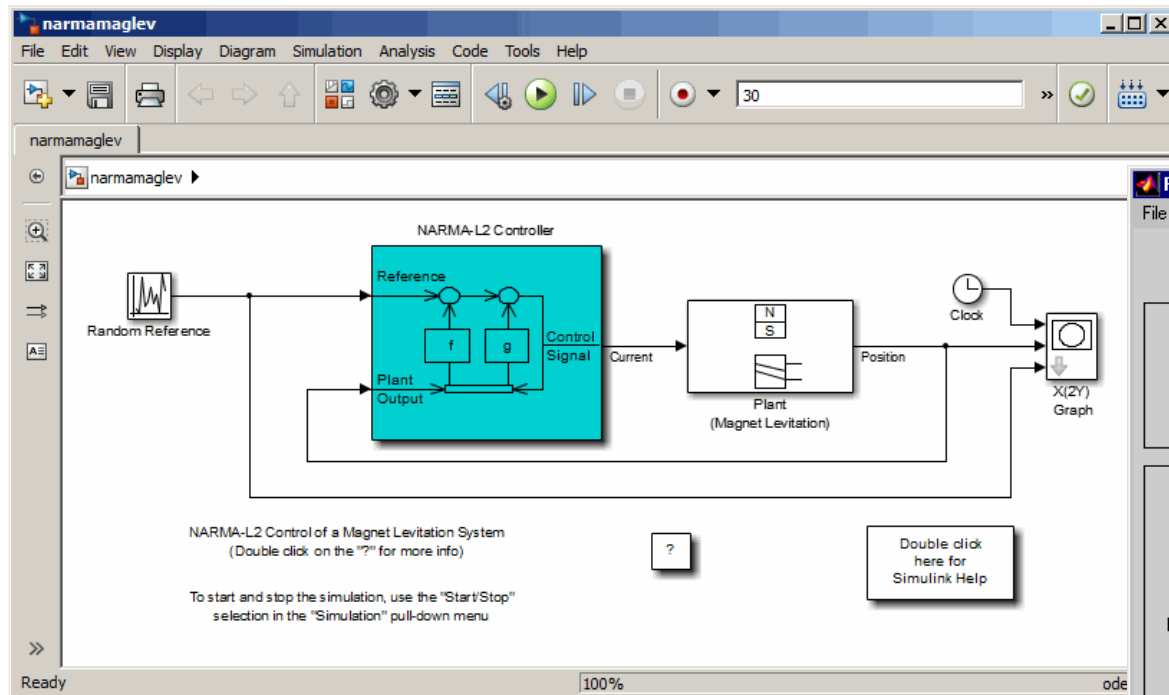 narmamaglev
File Edit View Display Diagram Simulation Analysis Code Tools Help
30
»
narmamaglev
narmamaglev
File
NARMA-L2 Controller
Reference
f
g
Control
Signal
Plant
Output
Random Reference
Current
N
S
Plant
(Magnet Levitation)
Position
Clock
X(2Y)
Graph
NARMA-L2 Control of a Magnet Levitation System
(Double click on the "?" for more info)
?
Double click
here for
Simulink Help
To start and stop the simulation, use the "Start/Stop"
selection in the "Simulation" pull-down menu
»
Ready
100%
ode